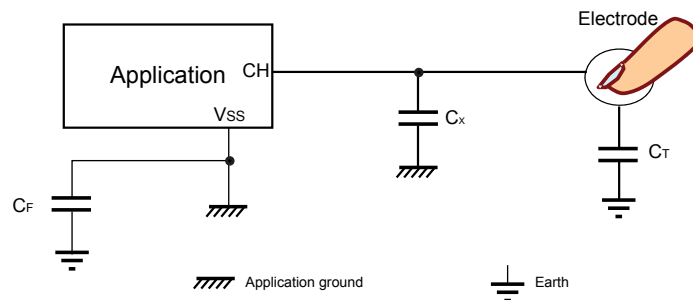 Electrode
Application
CH
VSS
CX
CT
CF
Application ground
Earth